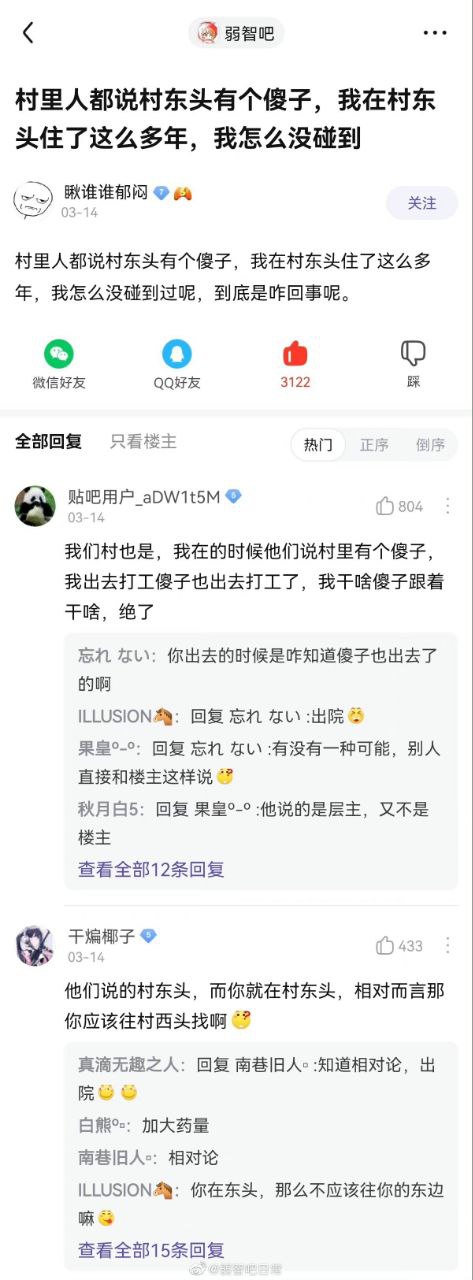 弱智吧
村里人都说村东头有个傻子，我在村东
头住了这么多年，我怎么没碰到
瞅谁谁郁闷
7
03-14
关注
村里人都说村东头有个傻子，我在村东头住了这么多
年，我怎么没碰到过呢，到底是咋回事呢。
微信好友
QQ好友
3122
踩
全部回复
只看楼主
热门
正序
倒序
贴吧用户_aDW1t5M
5
03-14
804
我们村也是，我在的时候他们说村里有个傻子，
我出去打工傻子也出去打工了，我干啥傻子跟着
干啥，绝了
忘れ ない：你出去的时候是咋知道傻子也出去了
的啊
ILLUSION🐴：回复 忘れ ない :出院
果皇º-º：回复 忘れ ない :有没有一种可能，别人
直接和楼主这样说
秋月白5：回复 果皇º-º :他说的是层主，又不是
楼主
查看全部12条回复
干煸椰子
5
03-14
433
他们说的村东头，而你就在村东头，相对而言那
你应该往村西头找啊
真滴无趣之人：回复 南巷旧人▫ :知道相对论，出
院
白熊º▫：加大药量
南巷旧人▫：相对论
ILLUSION🐴：你在东头，那么不应该往你的东边
嘛
查看全部15条回复
@弱智吧日常